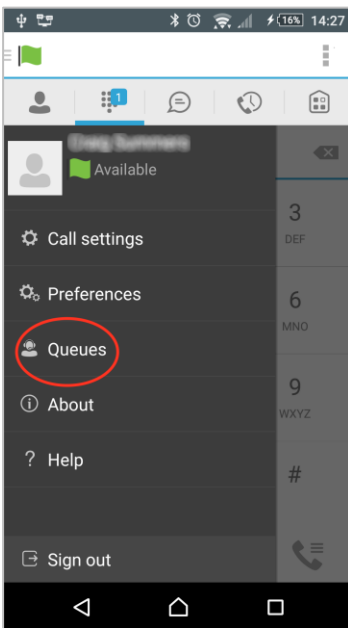 16% 14:27
1
Available
3
DEF
Call settings
Preferences
6
MNO
Queues
9
WXYZ
About
? Help
#
Sign out